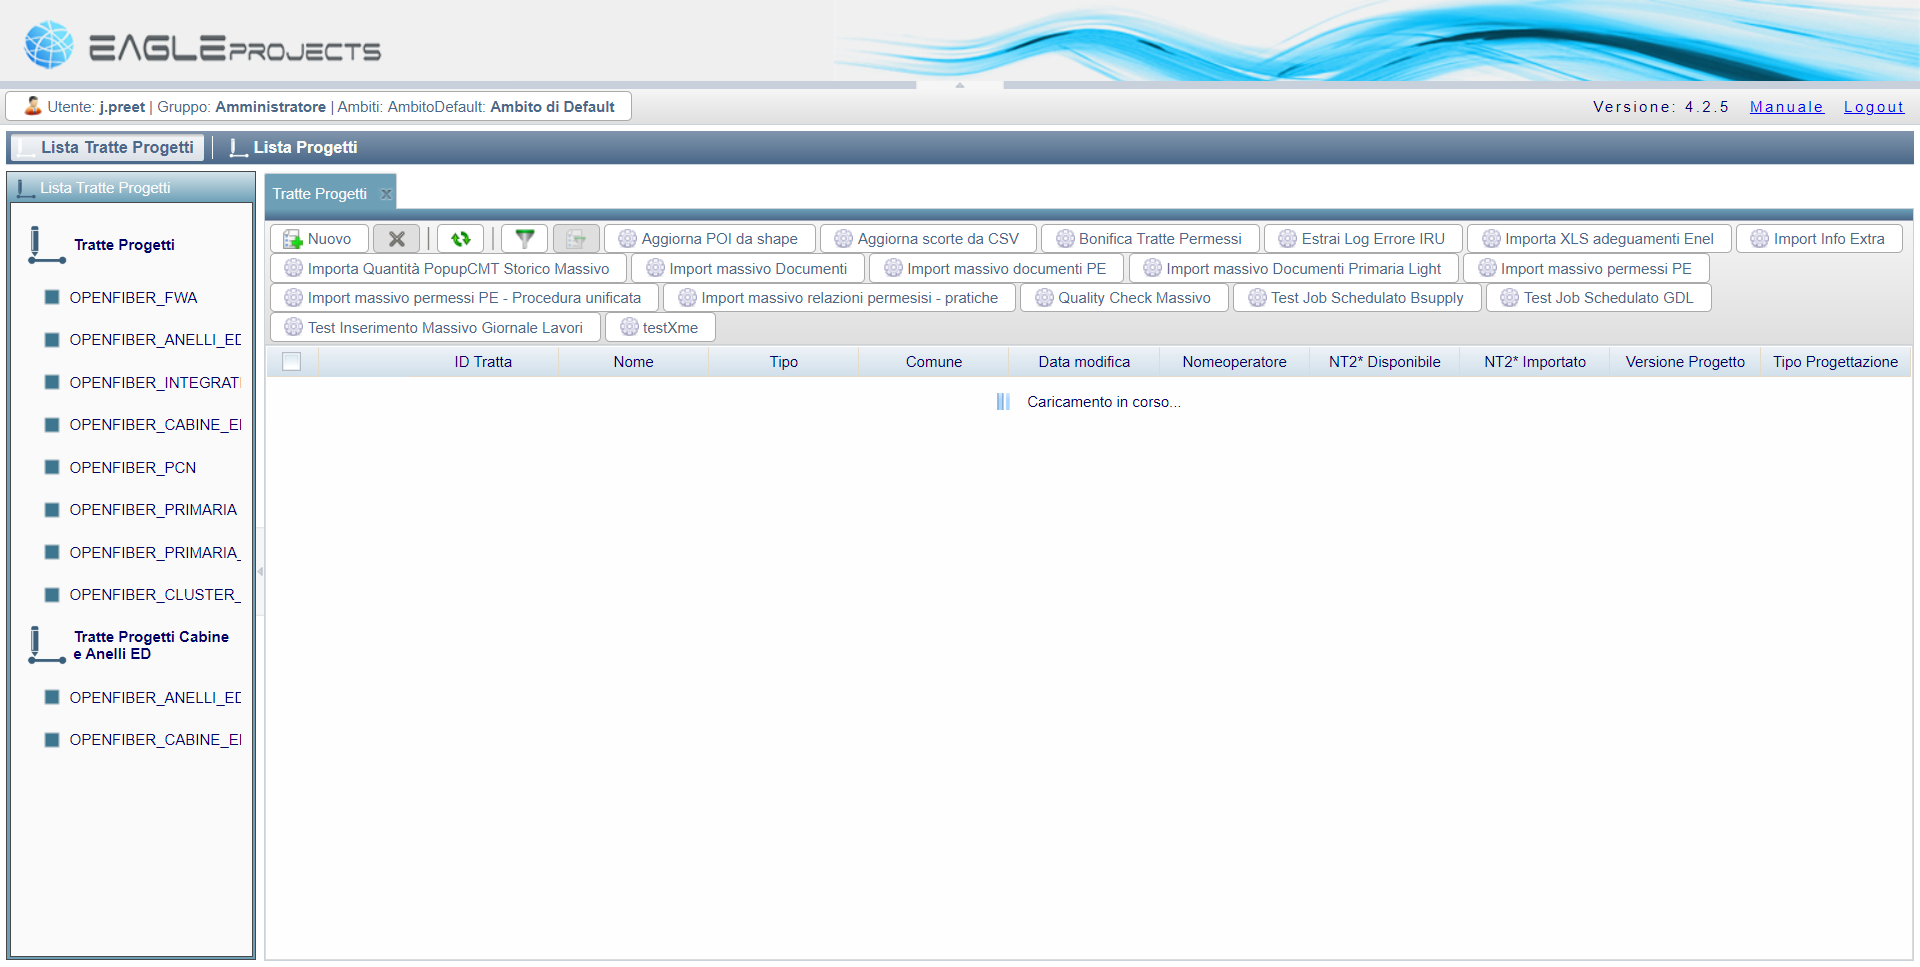 EAGLEPROJECTS
Utente: j.preet | Gruppo: Amministratore | Ambiti: AmbitoDefault: Ambito di Default
Versione: 4.2.5 Manuale Logout
Lista Tratte Progetti Lista Progetti
Lista Tratte Progetti
Tratte Progetti
OPENFIBER_FWA
OPENFIBER_ANELLI_ED
OPENFIBER_INTEGRATI
OPENFIBER_CABINE_EI
OPENFIBER_PCN
OPENFIBER_PRIMARIA
OPENFIBER_PRIMARIA_
OPENFIBER_CLUSTER_
Tratte Progetti Cabine
e Anelli ED
OPENFIBER_ANELLI_ED
OPENFIBER_CABINE_EI
Tratte Progetti
Nuovo Aggiorna POI da shape Aggiorna scorte da CSV Bonifica Tratte Permessi Estrai Log Errore IRU Importa XLS adeguamenti Enel Import Info Extra
Importa Quantità PopupCMT Storico Massivo Import massivo Documenti Import massivo documenti PE Import massivo Documenti Primaria Light Import massivo permessi PE
Import massivo permessi PE - Procedura unificata Import massivo relazioni permesisi - pratiche Quality Check Massivo Test Job Schedulato Bsupply Test Job Schedulato GDL
Test Inserimento Massivo Giornale Lavori testXme
ID Tratta Nome Tipo Comune Data modifica Nomeoperatore NT2* Disponibile NT2* Importato Versione Progetto Tipo Progettazione
Caricamento in corso...